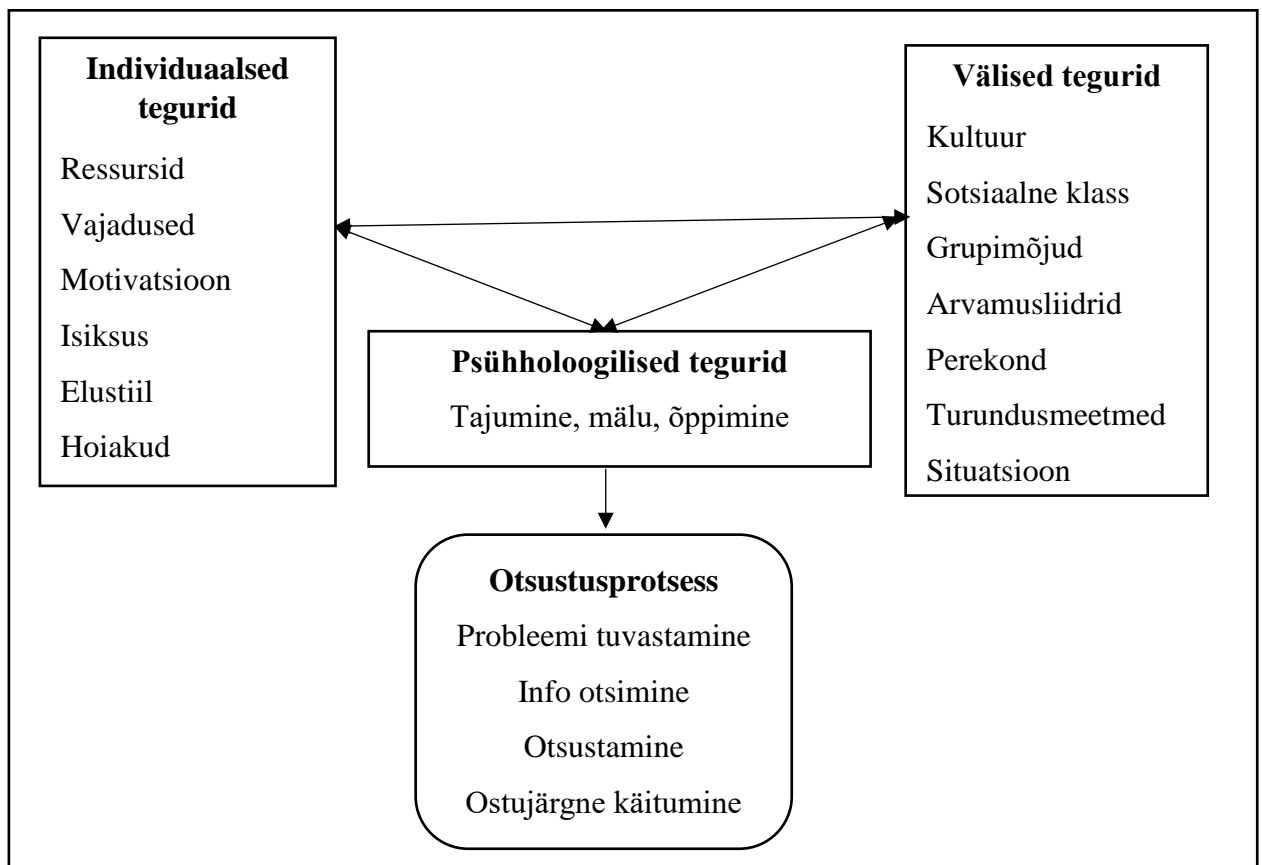 Individuaalsed
tegurid
Ressursid
Vajadused
Motivatsioon
Isiksus
Elustiil
Hoiakud
Välised tegurid
Kultuur
Sotsiaalne klass
Grupimõjud
Arvamusliidrid
Perekond
Turundusmeetmed
Situatsioon
Psühholoogilised tegurid
Tajumine, mälu, õppimine
Otsustusprotsess
Probleemi tuvastamine
Info otsimine
Otsustamine
Ostujärgne käitumine